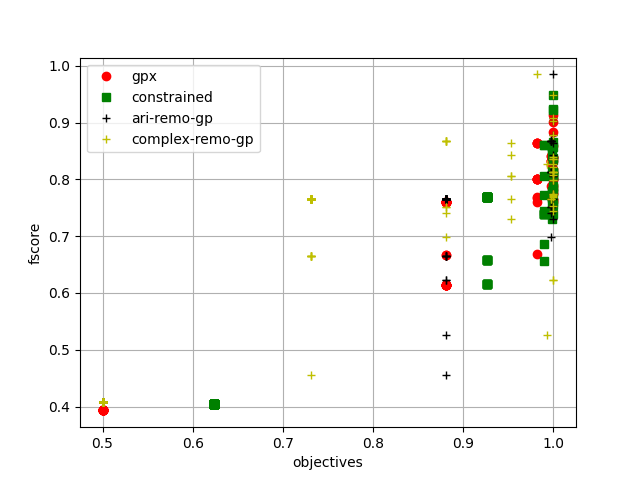 1.0
0.9
0.8
0.7
0.6
0.5
0.4
fscore
gpx
constrained
ari-remo-gp
complex-remo-gp
0.5 0.6 0.7 0.8 0.9 1.0
objectives